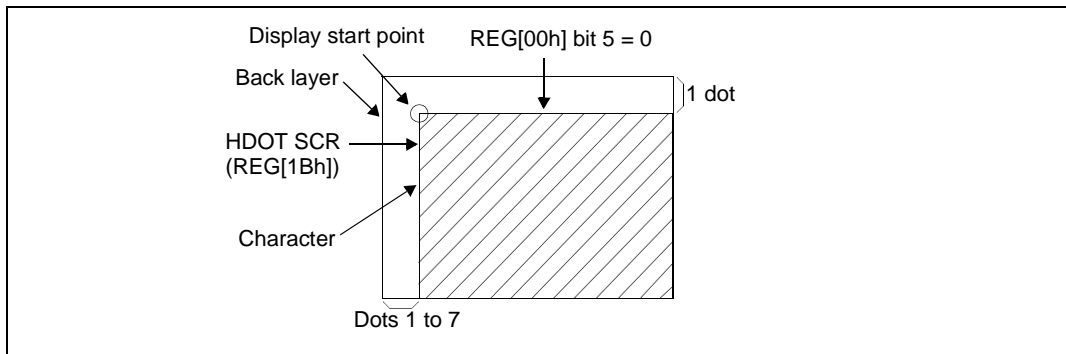 Display start point
REG[00h] bit 5 = 0
Back layer
1 dot
HDOT SCR
(REG[1Bh])
Character
Dots 1 to 7